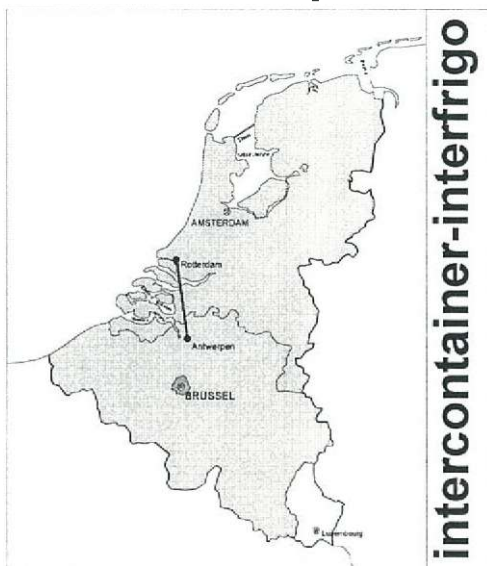 AMSTERDAM
Rotterdam
Antwerpen
BRUSSEL
Luxembourg
intercontainer-interfrigo